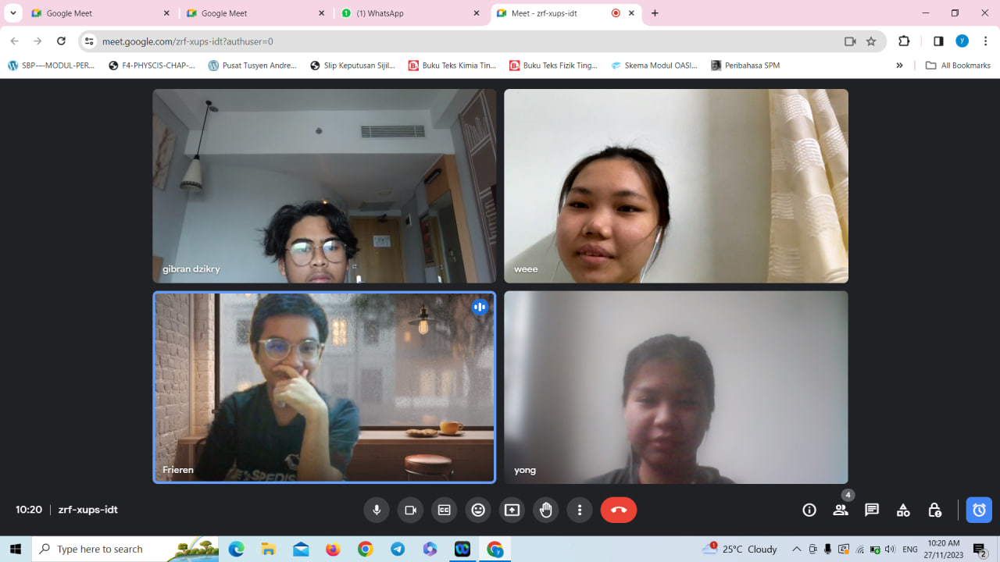 Google Meet
Google Meet
(1) WhatsApp
Meet - zrf-xups-idt
meet.google.com/zrf-xups-idt?authuser=0
y
SBP----MODUL-PER...
F4-PHYSCIS-CHAP-...
Pusat Tusyen Andre...
Slip Keputusan Sijil...
Buku Teks Kimia Tin...
Buku Teks Fizik Ting...
Skema Modul OASI...
Peribahasa SPM
All Bookmarks
gibran dzikry
weee
Frieren
yong
10:20
zrf-xups-idt
4
Type here to search
1
25°C Cloudy
ENG
10:20 AM
27/11/2023
2